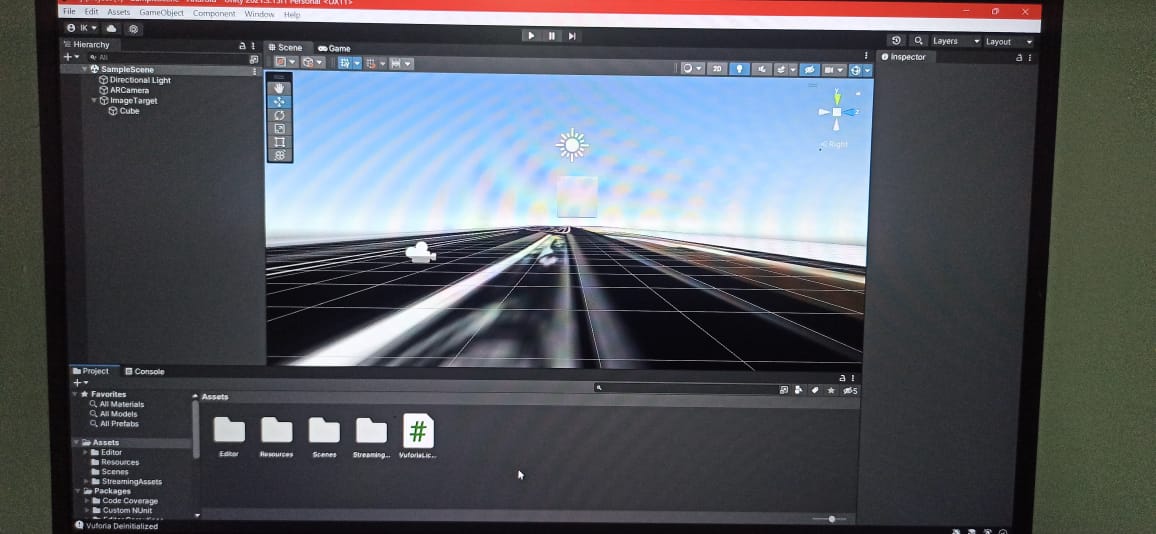 File Edit Assets GameObject Component Window Help
IK
Layers
Layout
Hierarchy
All
SampleScene
Directional Light
ARCamera
ImageTarget
Cube
Scene
Game
2D
Y
Z
Right
Inspector
Project
Console
5
Favorites
All Materials
All Models
All Prefabs
Assets
Editor
Resources
Scenes
StreamingAssets
Packages
Code Coverage
Custom NUnit
Assets
Editor
Resources
Scenes
Streaming...
VuforiaLic...
#
Vuforia Deinitialized